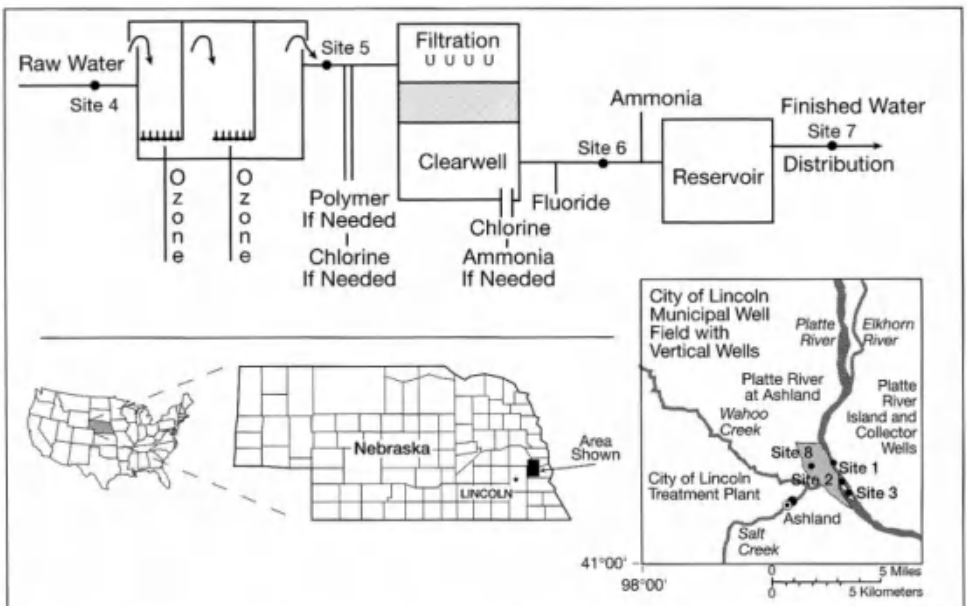 Raw Water
Site 4
Ozone
Ozone
Site 5
Polymer
If Needed
Chlorine
If Needed
Filtration
Clearwell
Chlorine
Ammonia
If Needed
Fluoride
Site 6
Ammonia
Reservoir
Finished Water
Site 7
Distribution
Nebraska
LINCOLN
Area
Shown
City of Lincoln
Municipal Well
Field with
Vertical Wells
Platte
River
Elkhorn
River
Platte River
at Ashland
Platte
River
Island and
Collector
Wells
Wahoo
Creek
Site 8
Site 1
Site 2
Site 3
City of Lincoln
Treatment Plant
Ashland
Salt
Creek
41°00'
98°00'
0
5 Miles
0
5 Kilometers